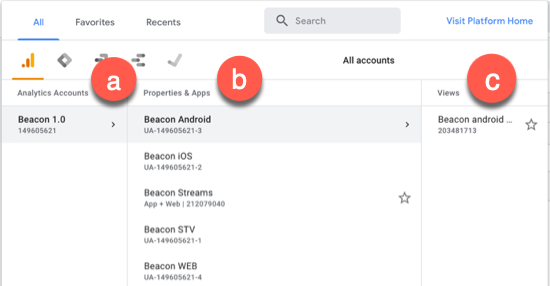 All
Favorites
Recents
Search
Visit Platform Home
All accounts
a
b
c
Analytics Accounts
Properties & Apps
Views
Beacon 1.0
149605621
Beacon Android
UA-149605621-3
Beacon iOS
UA-149605621-2
Beacon Streams
App + Web | 212079040
Beacon STV
UA-149605621-1
Beacon WEB
UA-149605621-4
Beacon android ...
203481713